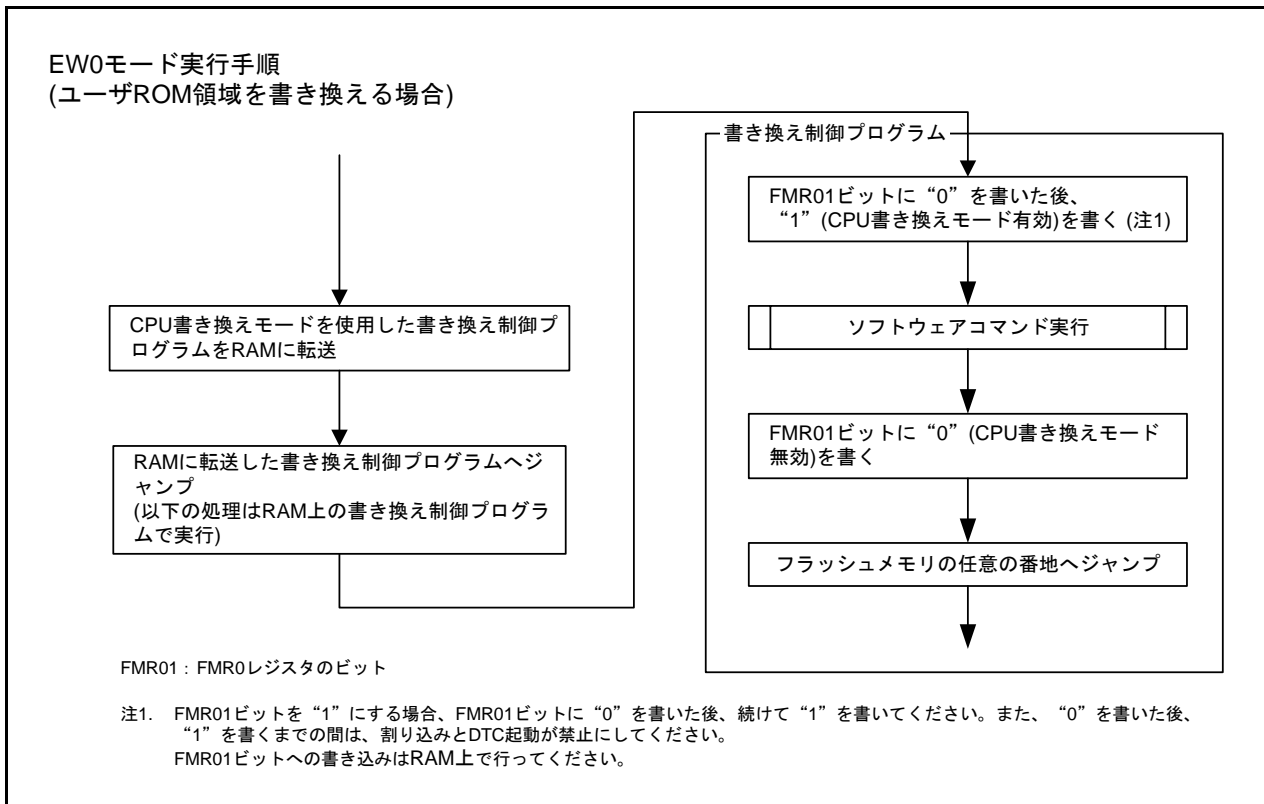 EW0モード実行手順
(ユーザROM領域を書き換える場合)
CPU書き換えモードを使用した書き換え制御プ
ログラムをRAMに転送
RAMに転送した書き換え制御プログラムへジ
ャンプ
(以下の処理はRAM上の書き換え制御プログラ
ムで実行)
書き換え制御プログラム
FMR01ビットに“0”を書いた後、
“1”(CPU書き換えモード有効)を書く (注1)
ソフトウェアコマンド実行
FMR01ビットに“0”(CPU書き換えモード
無効)を書く
フラッシュメモリの任意の番地へジャンプ
FMR01：FMR0レジスタのビット
注1. FMR01ビットを“1”にする場合、FMR01ビットに“0”を書いた後、続けて“1”を書いてください。また、“0”を書いた後、
“1”を書くまでの間は、割り込みとDTC起動が禁止にしてください。
FMR01ビットへの書き込みはRAM上で行ってください。